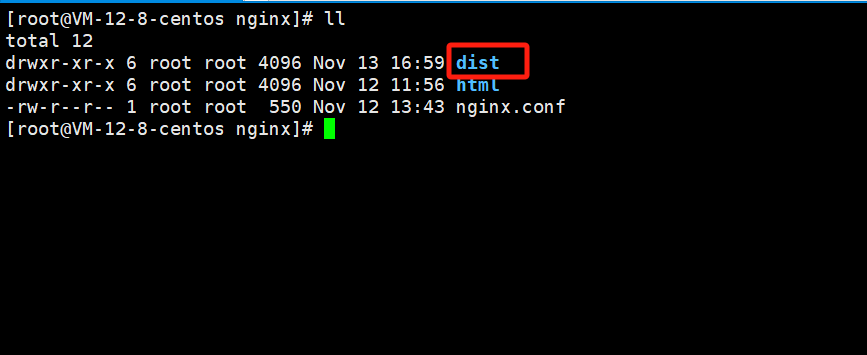 [root@VM-12-8-centos nginx]# ll
total 12
drwxr-xr-x 6 root root 4096 Nov 13 16:59 dist
drwxr-xr-x 6 root root 4096 Nov 12 11:56 html
-rw-r--r-- 1 root root  550 Nov 12 13:43 nginx.conf
[root@VM-12-8-centos nginx]#